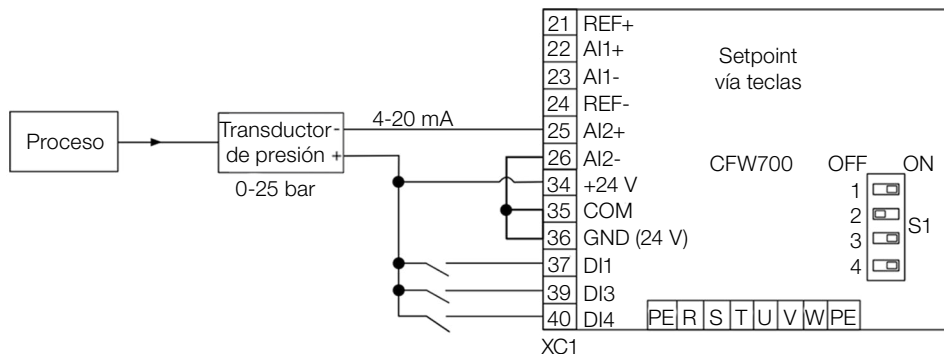 Proceso
Transductor -
de presión +
0-25 bar
4-20 mA
21 REF+
22 AI1+
23 AI1-
24 REF-
25 AI2+
26 AI2-
34 +24 V
35 COM
36 GND (24 V)
37 DI1
39 DI3
40 DI4
XC1
Setpoint
vía teclas
CFW700
OFF ON
1
2
3
4
S1
PE R S T U V W PE